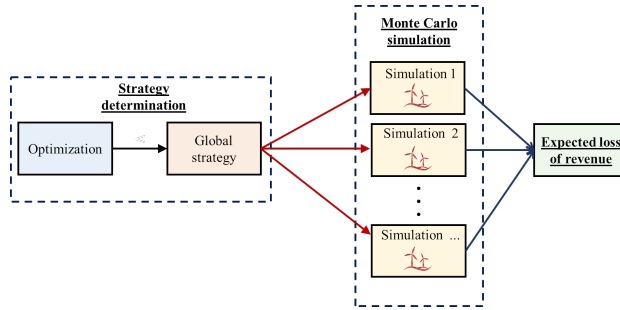 Monte Carlo
simulation
Strategy
determination
Optimization
Global
strategy
Simulation 1
Simulation 2
Simulation ...
Expected loss
of revenue